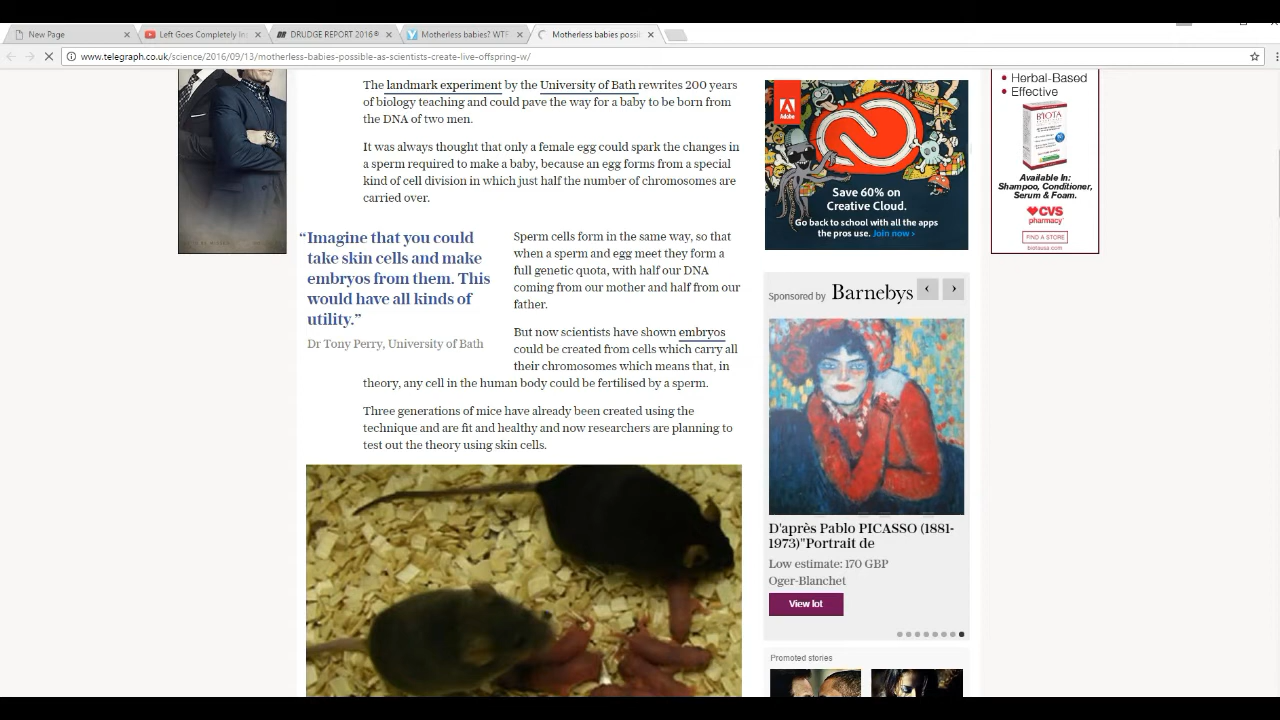 New Page
Left Goes Completely In
DRUDGE REPORT 2016®
Motherless babies? WTF
Motherless babies possi
www.telegraph.co.uk/science/2016/09/13/motherless-babies-possible-as-scientists-create-live-offspring-w/
The landmark experiment by the University of Bath rewrites 200 years
of biology teaching and could pave the way for a baby to be born from
the DNA of two men.
It was always thought that only a female egg could spark the changes in
a sperm required to make a baby, because an egg forms from a special
kind of cell division in which just half the number of chromosomes are
carried over.
“Imagine that you could
take skin cells and make
embryos from them. This
would have all kinds of
utility.”
Dr Tony Perry, University of Bath
Sperm cells form in the same way, so that
when a sperm and egg meet they form a
full genetic quota, with half our DNA
coming from our mother and half from our
father.
But now scientists have shown embryos
could be created from cells which carry all
their chromosomes which means that, in
theory, any cell in the human body could be fertilised by a sperm.
Three generations of mice have already been created using the
technique and are fit and healthy and now researchers are planning to
test out the theory using skin cells.
Adobe
Save 60% on
Creative Cloud.
Go back to school with all the apps
the pros use. Join now ›
Sponsored by Barnebys
D'après Pablo PICASSO (1881-
1973)"Portrait de
Low estimate: 170 GBP
Oger-Blanchet
View lot
Promoted stories
• Herbal-Based
• Effective
BIOTA
Available In:
Shampoo, Conditioner,
Serum & Foam.
CVS
pharmacy
FIND A STORE
biotausa.com